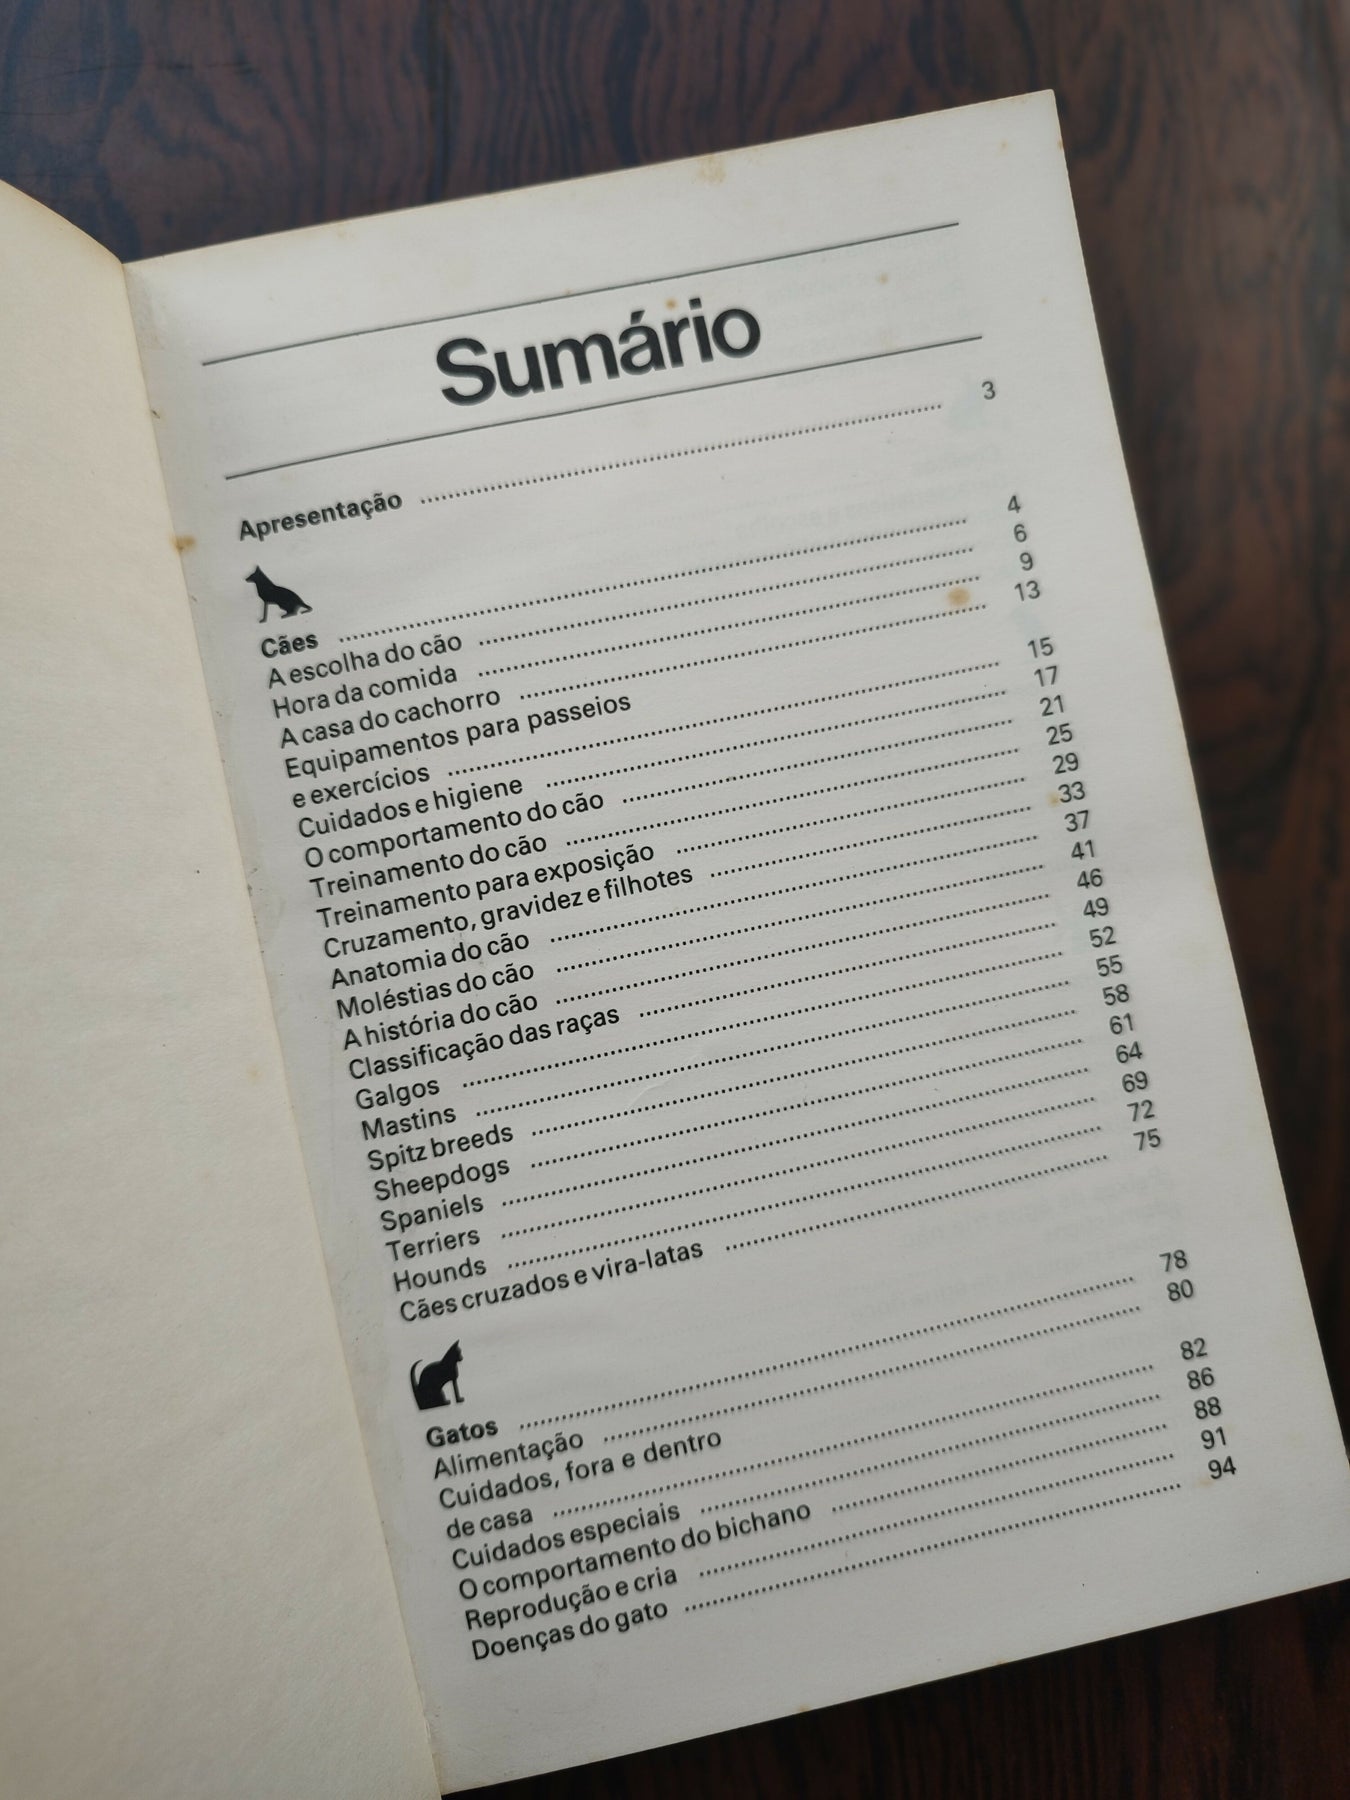 Sumário
Apresentação ........ 3
Cães ........ 4
A escolha do cão ........ 6
Hora da comida ........ 9
A casa do cachorro ........ 13
Equipamentos para passeios
e exercícios ........ 15
Cuidados e higiene ........ 17
O comportamento do cão ........ 21
Treinamento do cão ........ 25
Treinamento para exposição ........ 29
Cruzamento, gravidez e filhotes ........ 33
Anatomia do cão ........ 37
Moléstias do cão ........ 41
A história do cão ........ 46
Classificação das raças ........ 49
Galgos ........ 52
Mastins ........ 55
Spitz breeds ........ 58
Sheepdogs ........ 61
Spaniels ........ 64
Terriers ........ 69
Hounds ........ 72
Cães cruzados e vira-latas ........ 75
Gatos ........ 78
Alimentação ........ 80
Cuidados, fora e dentro
de casa ........ 82
Cuidados especiais ........ 86
O comportamento do bichano ........ 88
Reprodução e cria ........ 91
Doenças do gato ........ 94